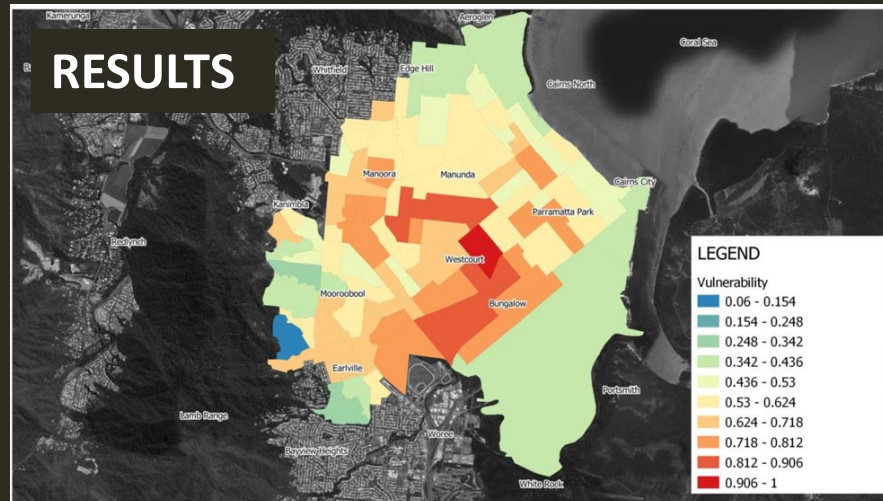 RESULTS
Kamerunga
Aeroglen
Coral Sea
Whitfield
Edge Hill
Cairns North
Manoora
Manunda
Cairns City
Kanimbla
Parramatta Park
Redlynch
Westcourt
Mooroobool
Bungalow
Earlville
Portsmith
Lamb Range
Woree
Bayview Heights
White Rock
LEGEND
Vulnerability
0.06 - 0.154
0.154 - 0.248
0.248 - 0.342
0.342 - 0.436
0.436 - 0.53
0.53 - 0.624
0.624 - 0.718
0.718 - 0.812
0.812 - 0.906
0.906 - 1